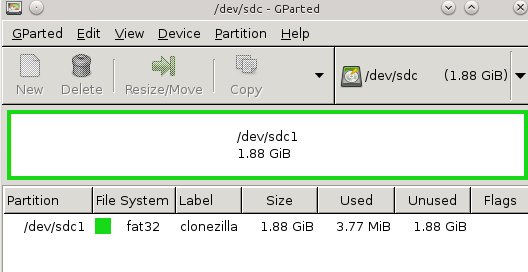 /dev/sdc - GParted
GParted Edit View Device Partition Help
New Delete Resize/Move Copy /dev/sdc (1.88 GiB)
/dev/sdc1
1.88 GiB
Partition File System Label Size Used Unused Flags
/dev/sdc1 fat32 clonezilla 1.88 GiB 3.77 MiB 1.88 GiB